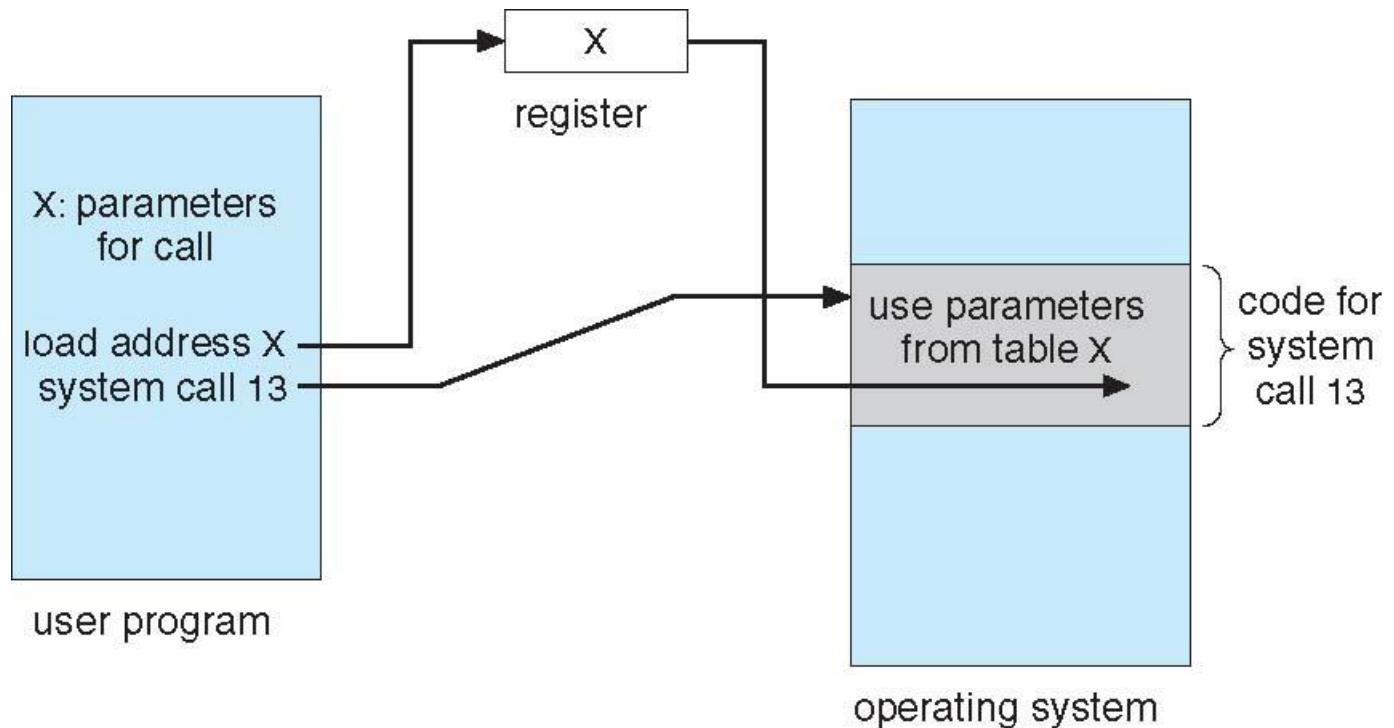 X
register
X: parameters
for call
load address X
system call 13
user program
use parameters
from table X
code for
system
call 13
operating system